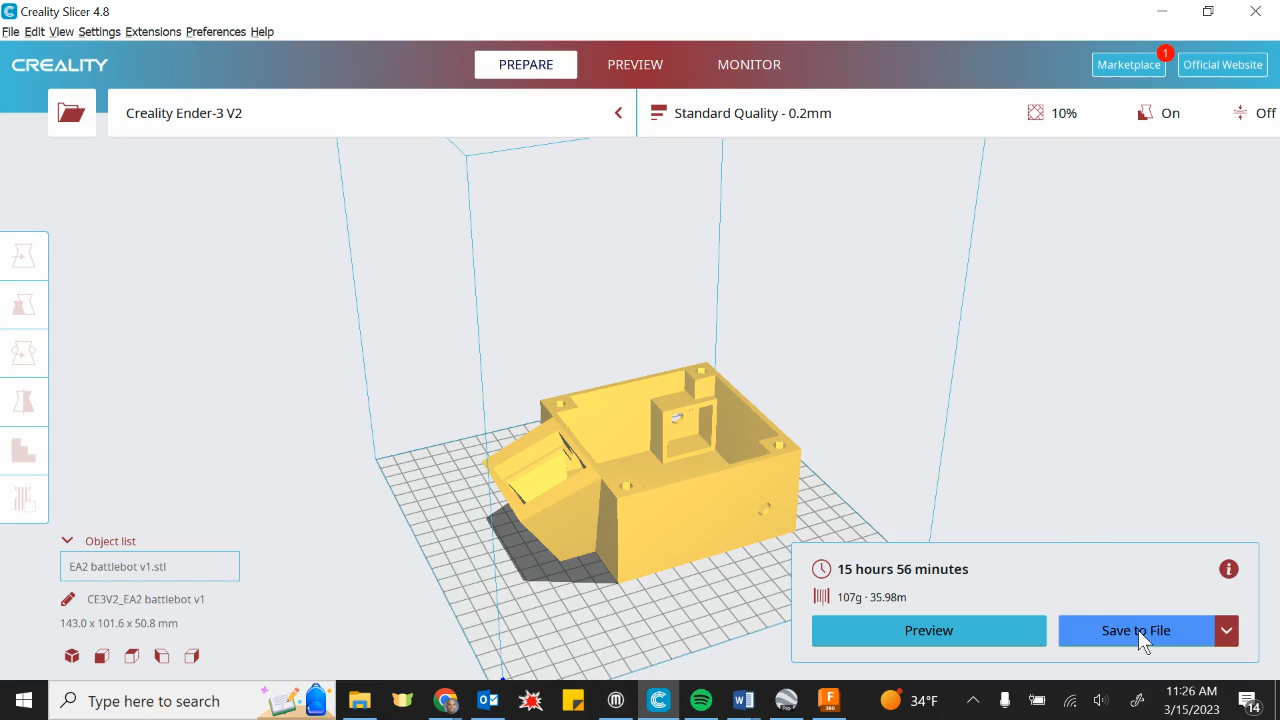 Creality Slicer 4.8
File Edit View Settings Extensions Preferences Help
CREALITY
PREPARE
PREVIEW
MONITOR
Marketplace
1
Official Website
Creality Ender-3 V2
Standard Quality - 0.2mm
10%
On
Off
Object list
EA2 battlebot v1.stl
CE3V2_EA2 battlebot v1
143.0 x 101.6 x 50.8 mm
15 hours 56 minutes
107g · 35.98m
Preview
Save to File
Type here to search
34°F
11:26 AM
3/15/2023
14